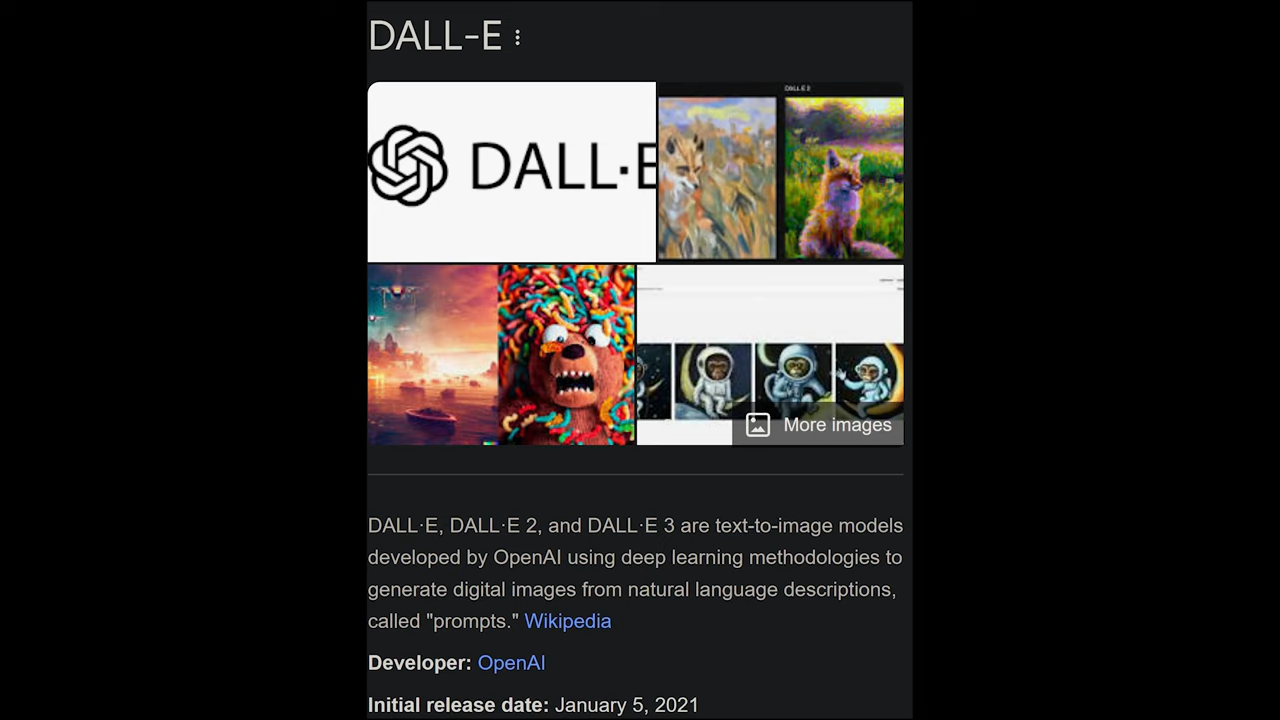 DALL-E
DALL·E
DALL·E 2
More images
DALL·E, DALL·E 2, and DALL·E 3 are text-to-image models
developed by OpenAI using deep learning methodologies to
generate digital images from natural language descriptions,
called "prompts." Wikipedia
Developer: OpenAI
Initial release date: January 5, 2021